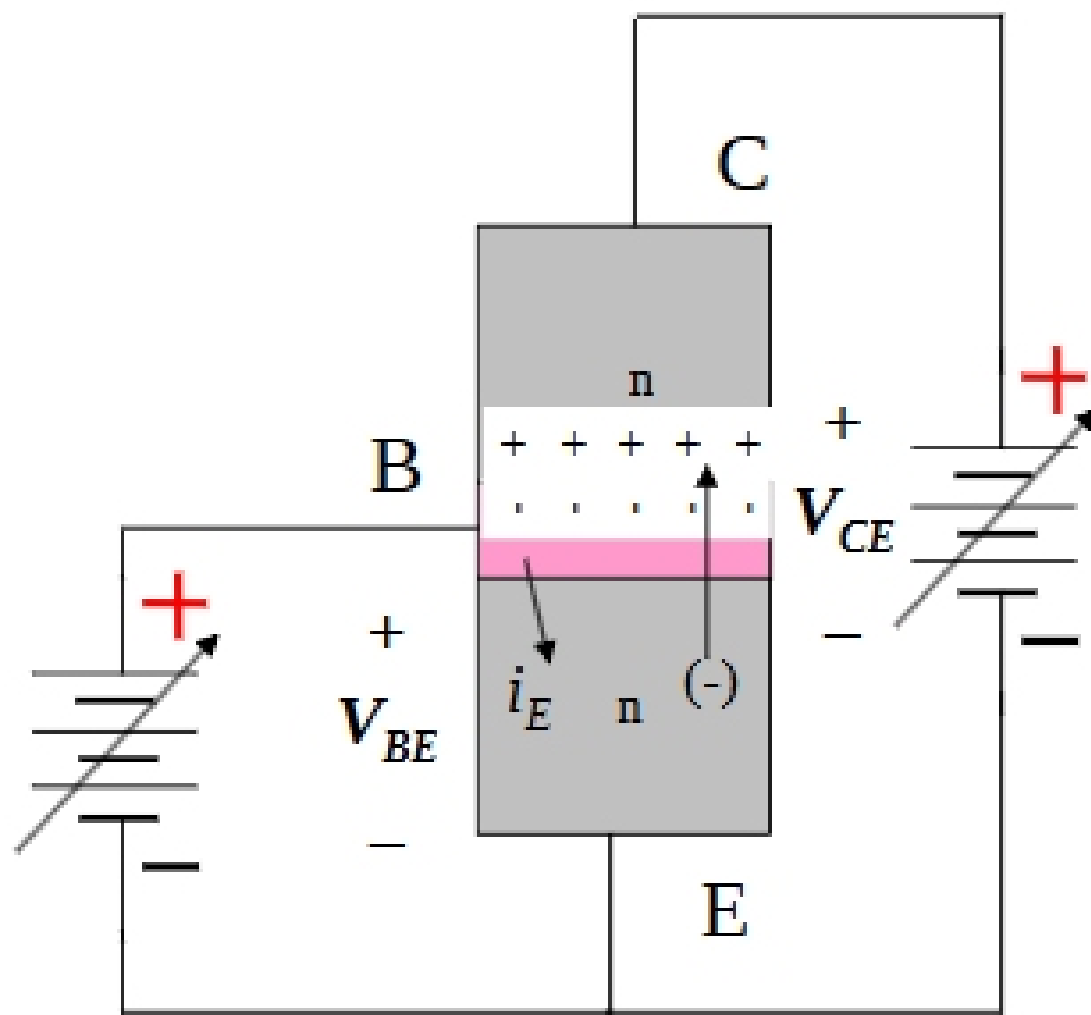 C
n
+ + + + +
+
B
- - - - -
V_CE
+
+
−
i_E
n
(-)
V_BE
−
−
−
E
+